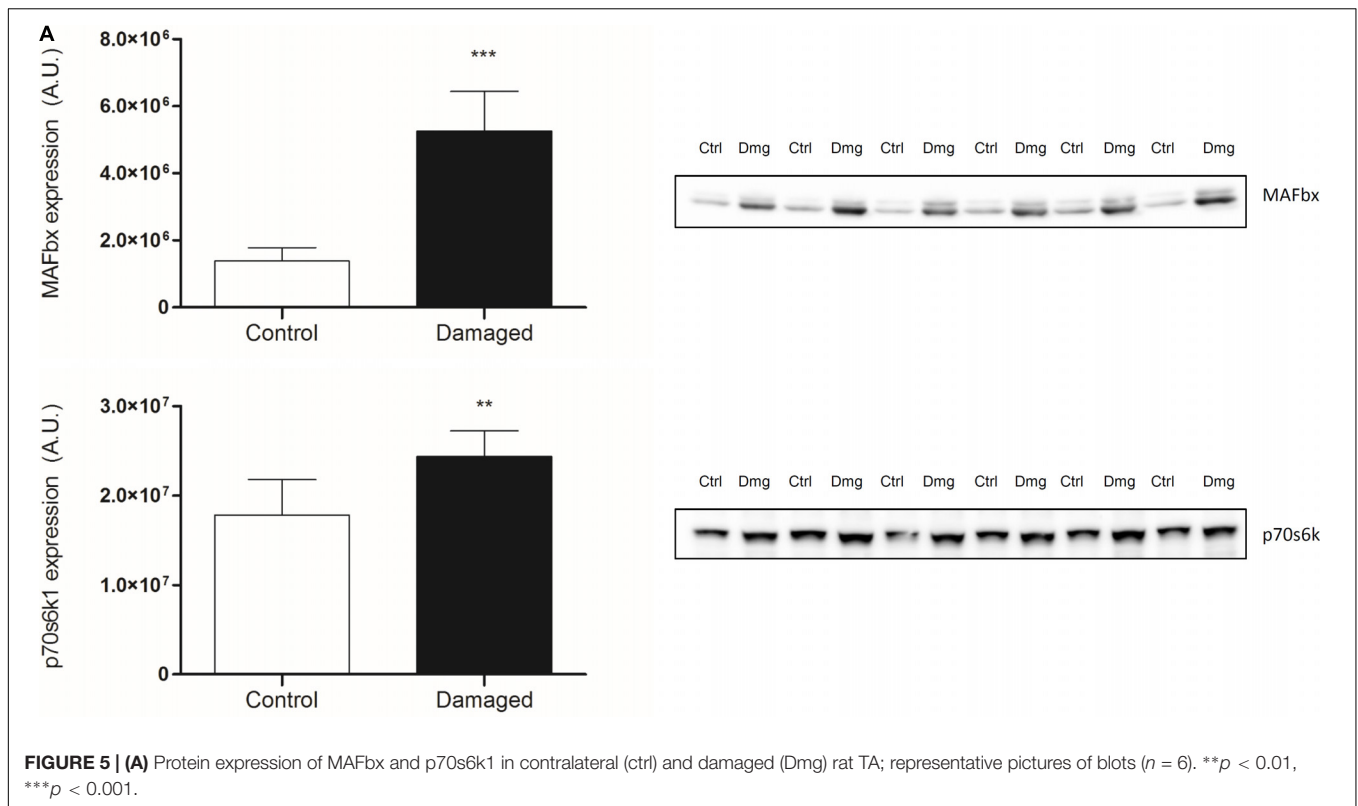 A
MAFbx expression (A.U.)
8.0×10⁶
6.0×10⁶
4.0×10⁶
2.0×10⁶
0
***
Control Damaged
Ctrl Dmg Ctrl Dmg Ctrl Dmg Ctrl Dmg Ctrl Dmg Ctrl Dmg
MAFbx
p70s6k1 expression (A.U.)
3.0×10⁷
2.0×10⁷
1.0×10⁷
0
**
Control Damaged
Ctrl Dmg Ctrl Dmg Ctrl Dmg Ctrl Dmg Ctrl Dmg Ctrl Dmg
p70s6k
FIGURE 5 | (A) Protein expression of MAFbx and p70s6k1 in contralateral (ctrl) and damaged (Dmg) rat TA; representative pictures of blots (n = 6). **p < 0.01,
***p < 0.001.